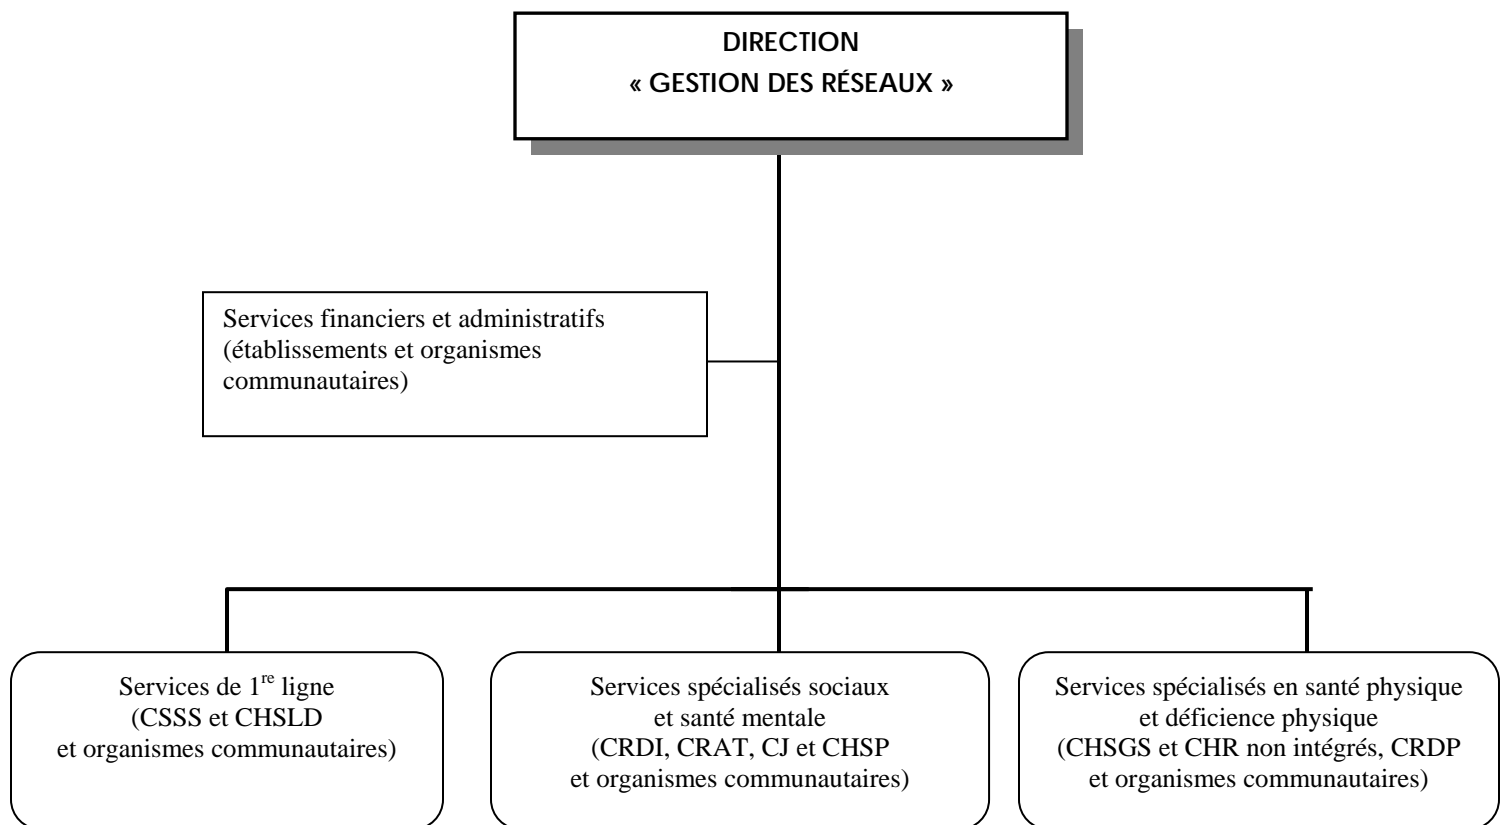 DIRECTION
« GESTION DES RÉSEAUX »
Services financiers et administratifs
(établissements et organismes
communautaires)
Services de 1re ligne
(CSSS et CHSLD
et organismes communautaires)
Services spécialisés sociaux
et santé mentale
(CRDI, CRAT, CJ et CHSP
et organismes communautaires)
Services spécialisés en santé physique
et déficience physique
(CHSGS et CHR non intégrés, CRDP
et organismes communautaires)